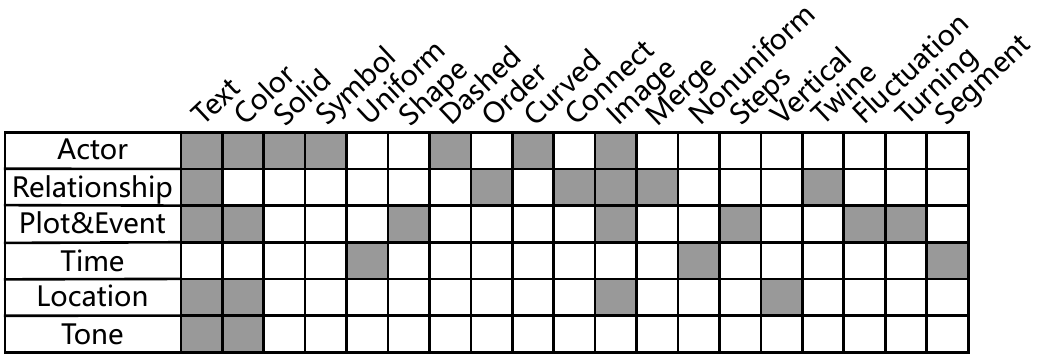 Text
Color
Solid
Symbol
Uniform
Shape
Dashed
Order
Curved
Connect
Image
Merge
Nonuniform
Steps
Vertical
Twine
Fluctuation
Turning
Segment
Actor
Relationship
Plot&Event
Time
Location
Tone